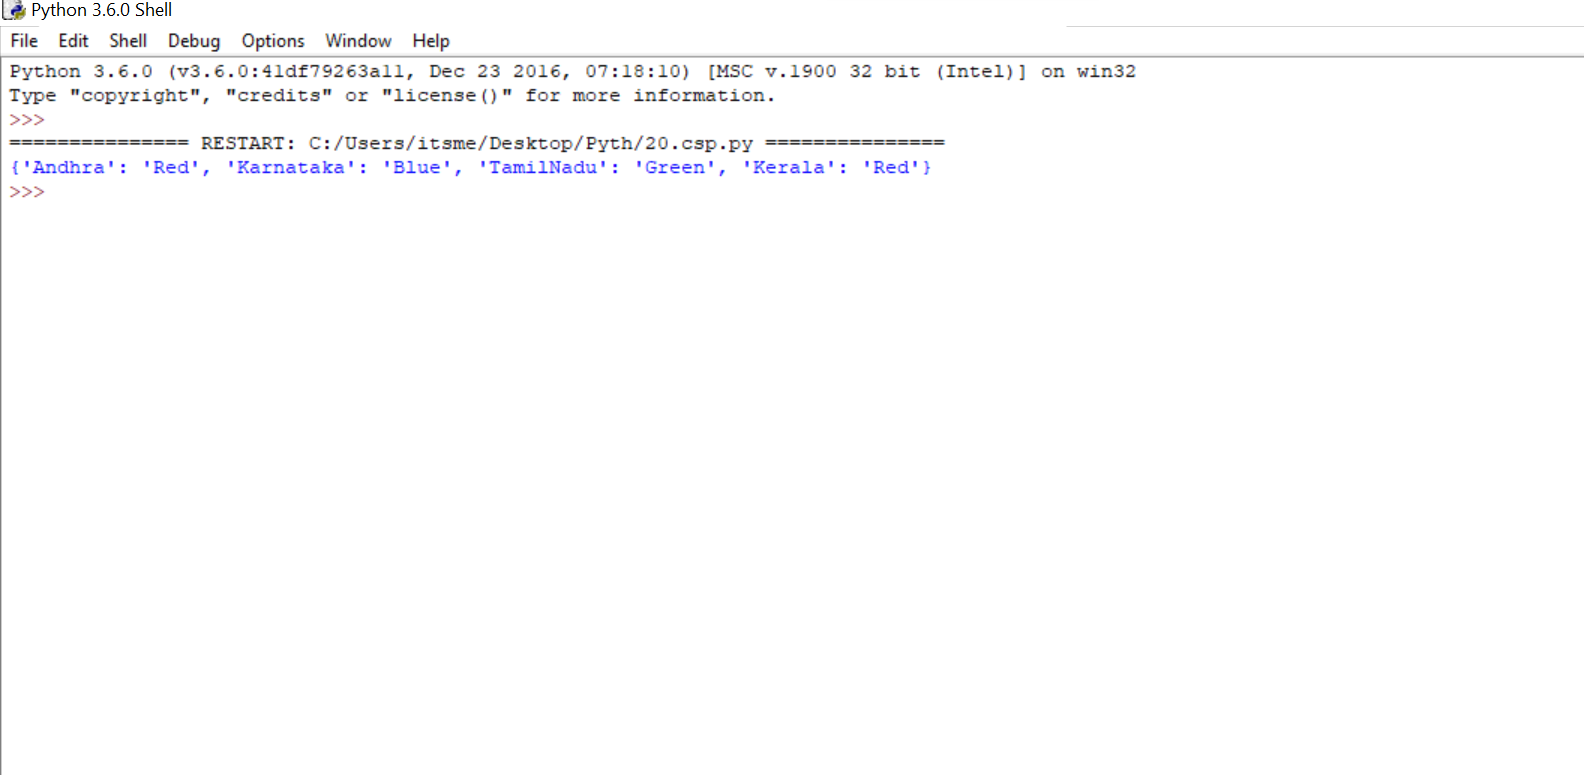 Python 3.6.0 Shell
File Edit Shell Debug Options Window Help
Python 3.6.0 (v3.6.0:41df79263a11, Dec 23 2016, 07:18:10) [MSC v.1900 32 bit (Intel)] on win32
Type "copyright", "credits" or "license()" for more information.
>>>
=============== RESTART: C:/Users/itsme/Desktop/Pyth/20.csp.py ===============
{'Andhra': 'Red', 'Karnataka': 'Blue', 'TamilNadu': 'Green', 'Kerala': 'Red'}
>>>